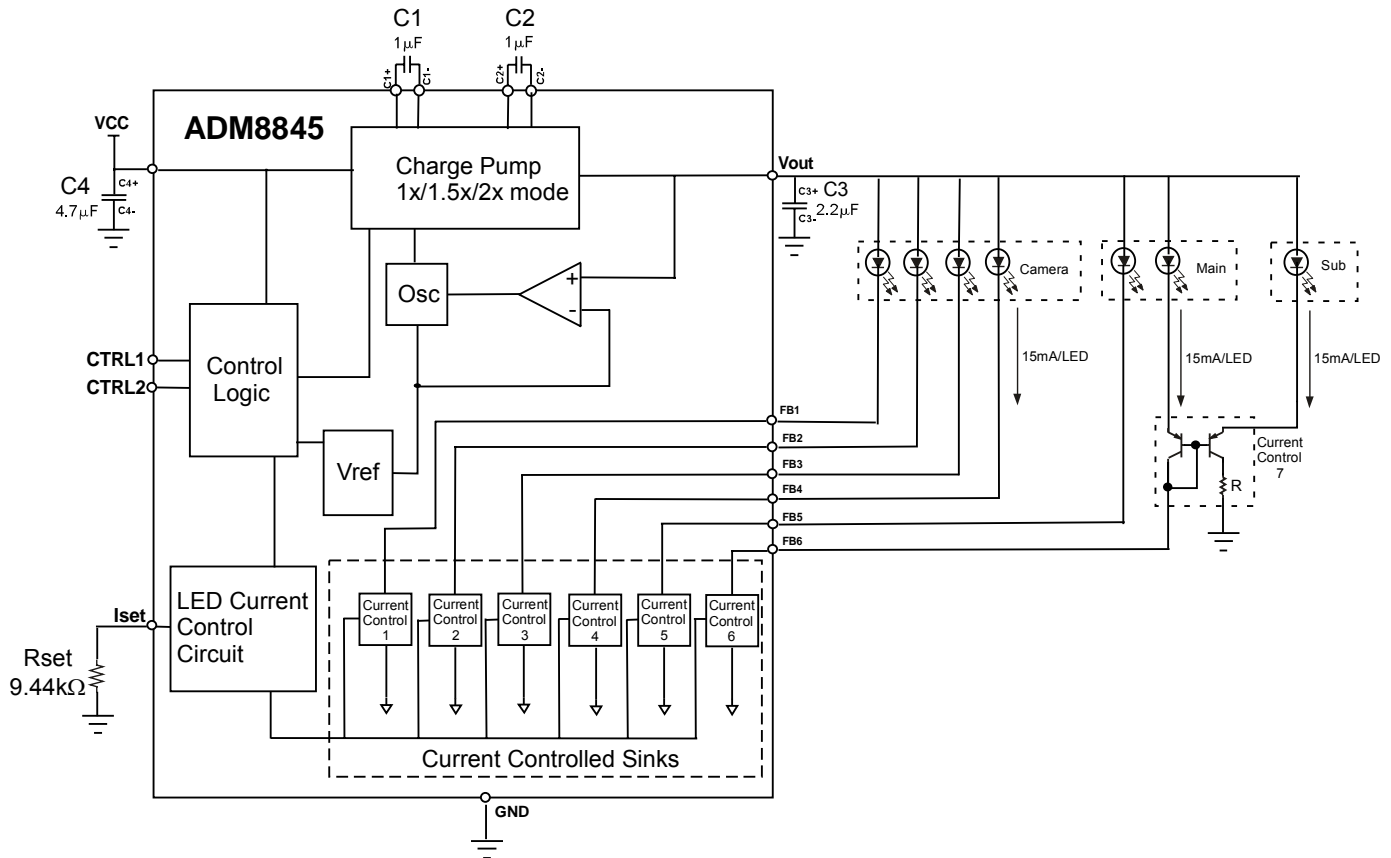 C1
1μF
C2
1μF
C1+
C1-
C2+
C2-
ADM8845
VCC
C4
4.7μF
C4+
C4-
Charge Pump
1x/1.5x/2x mode
Vout
C3+
C3-
C3
2.2μF
Camera
Main
Sub
Osc
+
-
15mA/LED
15mA/LED
15mA/LED
CTRL1
CTRL2
Control
Logic
Vref
FB1
FB2
FB3
FB4
FB5
FB6
Current
Control
7
R
Iset
Rset
9.44kΩ
LED Current
Control
Circuit
Current
Control
1
Current
Control
2
Current
Control
3
Current
Control
4
Current
Control
5
Current
Control
6
Current Controlled Sinks
GND